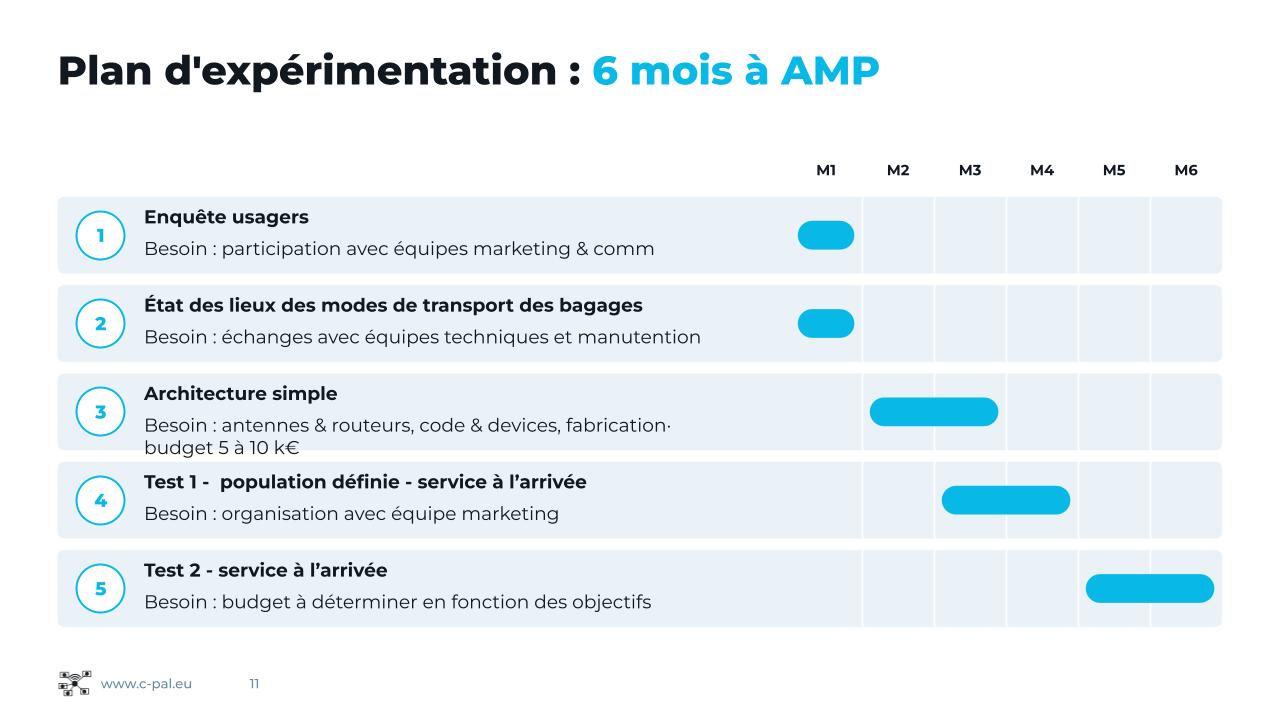 Plan d'expérimentation : 6 mois à AMP
M1 M2 M3 M4 M5 M6
1
Enquête usagers
Besoin : participation avec équipes marketing & comm
2
État des lieux des modes de transport des bagages
Besoin : échanges avec équipes techniques et manutention
3
Architecture simple
Besoin : antennes & routeurs, code & devices, fabrication·
budget 5 à 10 k€
4
Test 1 -  population définie - service à l’arrivée
Besoin : organisation avec équipe marketing
5
Test 2 - service à l’arrivée
Besoin : budget à déterminer en fonction des objectifs
www.c-pal.eu 11